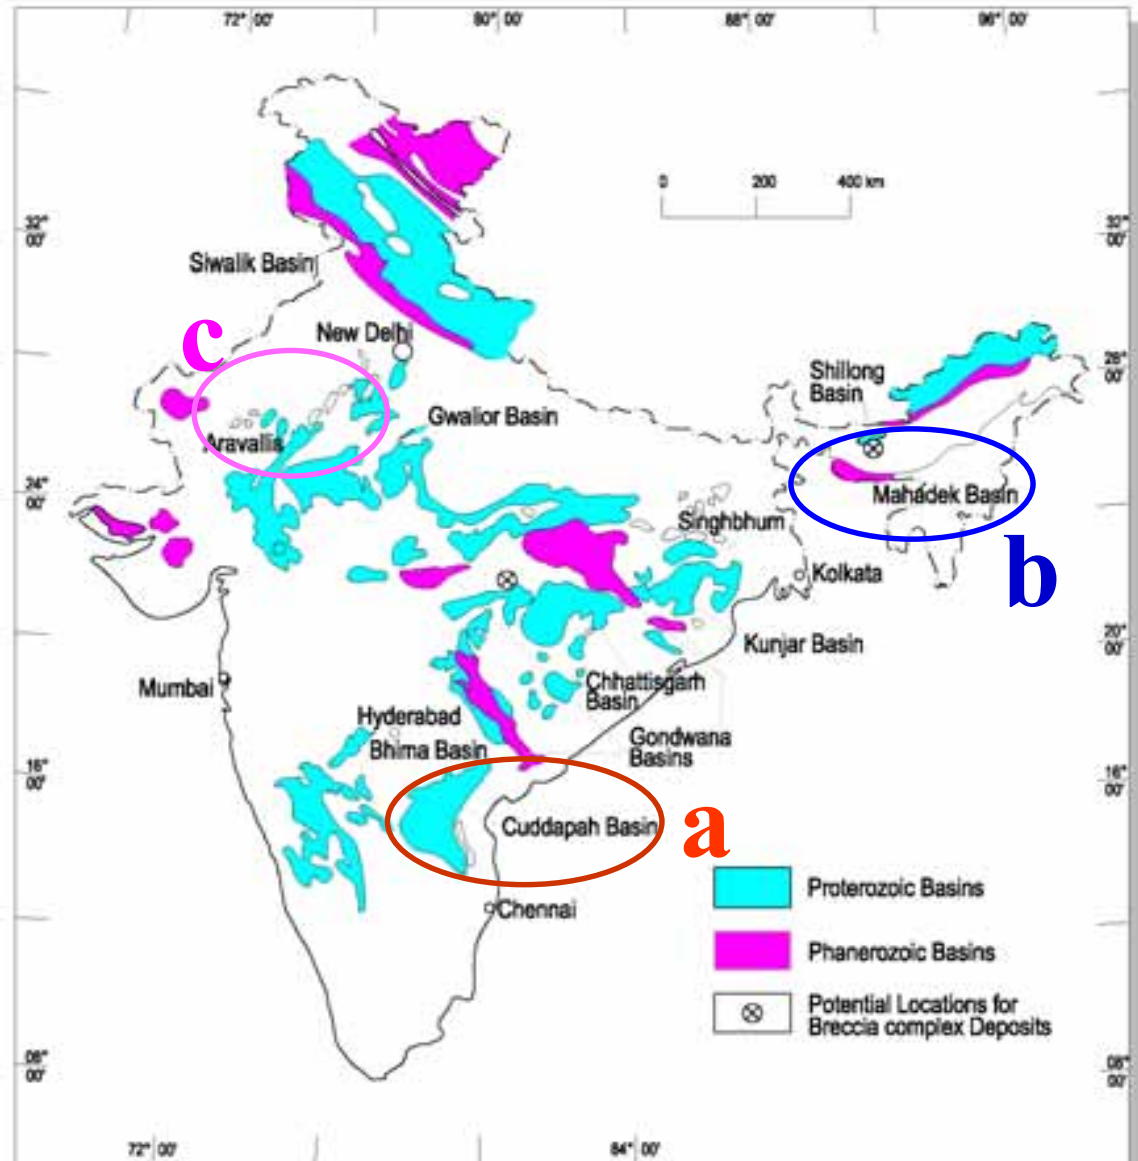 72° 00'
80° 00'
88° 00'
96° 00'
0
200
400 km
32°
00'
32°
00'
Siwalik Basin
c
New Delhi
28°
00'
Shillong
Basin
Gwalior Basin
Aravallis
24°
00'
Mahadek Basin
Singhbhum
b
Kolkata
Kunjar Basin
20°
00'
Mumbai
Chhattisgarh
Basin
Hyderabad
Bhima Basin
Gondwana
Basins
16°
00'
16°
00'
Cuddapah Basin
a
Proterozoic Basins
Chennai
Phanerozoic Basins
Potential Locations for
Breccia complex Deposits
08°
00'
08°
00'
72° 00'
84° 00'